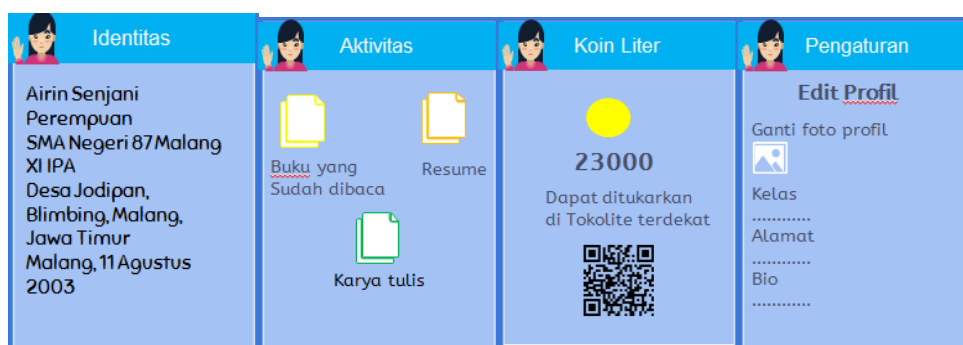 Identitas
Airin Senjani
Perempuan
SMA Negeri 87 Malang
XI IPA
Desa Jodipan,
Blimbing, Malang,
Jawa Timur
Malang, 11 Agustus
2003
Aktivitas
Buku yang
Sudah dibaca
Resume
Karya tulis
Koin Liter
23000
Dapat ditukarkan
di Tokolite terdekat
Pengaturan
Edit Profil
Ganti foto profil
Kelas
............
Alamat
............
Bio
............